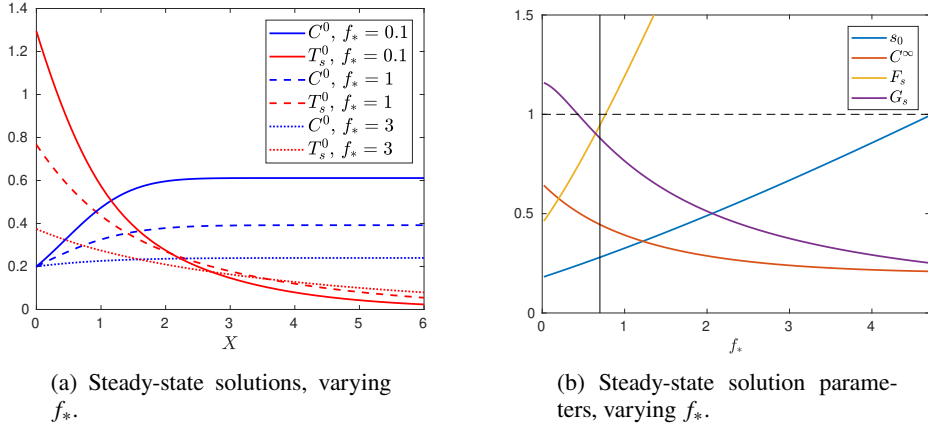 1.4
1.2
1
0.8
0.6
0.4
0.2
0
0
1
2
3
4
5
6
X
C^0, f_* = 0.1
T_s^0, f_* = 0.1
C^0, f_* = 1
T_s^0, f_* = 1
C^0, f_* = 3
T_s^0, f_* = 3
(a) Steady-state solutions, varying
f_*.
1.5
1
0.5
0
0
1
2
3
4
f_*
s_0
C^∞
F_s
G_s
(b) Steady-state solution parame-
ters, varying f_*.